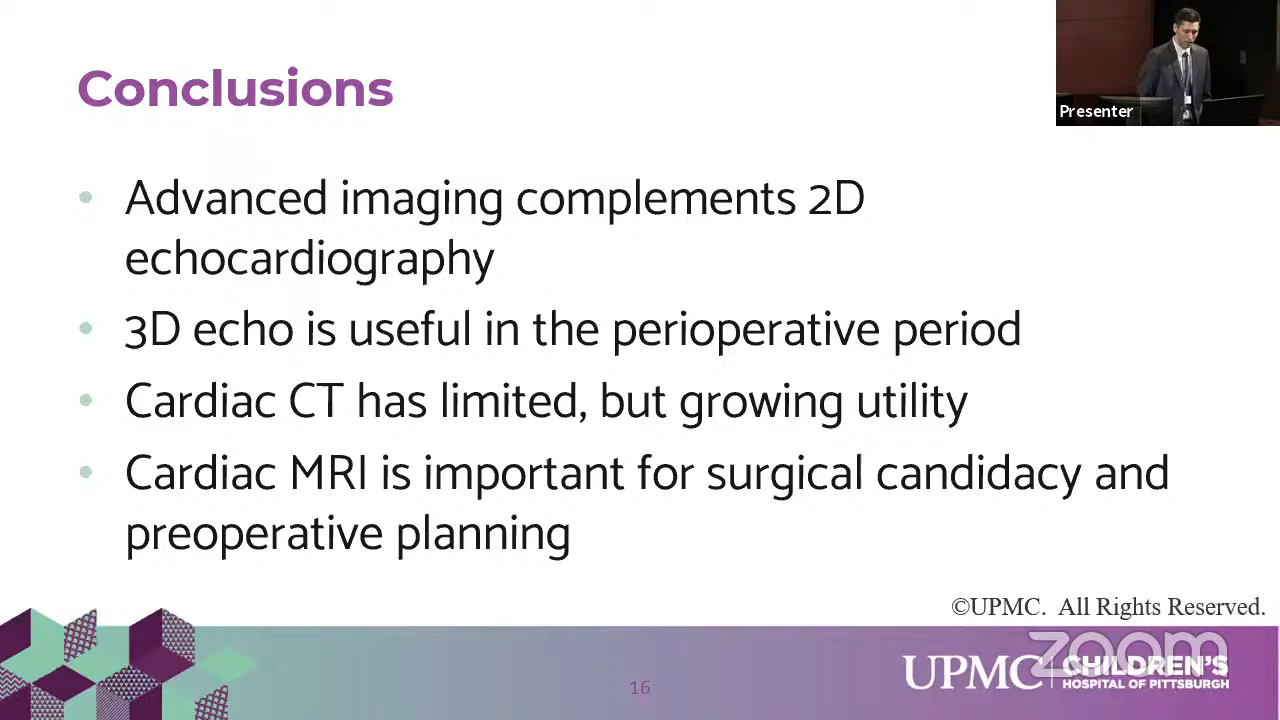 Conclusions
Presenter
• Advanced imaging complements 2D
echocardiography
• 3D echo is useful in the perioperative period
• Cardiac CT has limited, but growing utility
• Cardiac MRI is important for surgical candidacy and
preoperative planning
©UPMC. All Rights Reserved.
zoom
UPMC CHILDREN'S
HOSPITAL OF PITTSBURGH
16